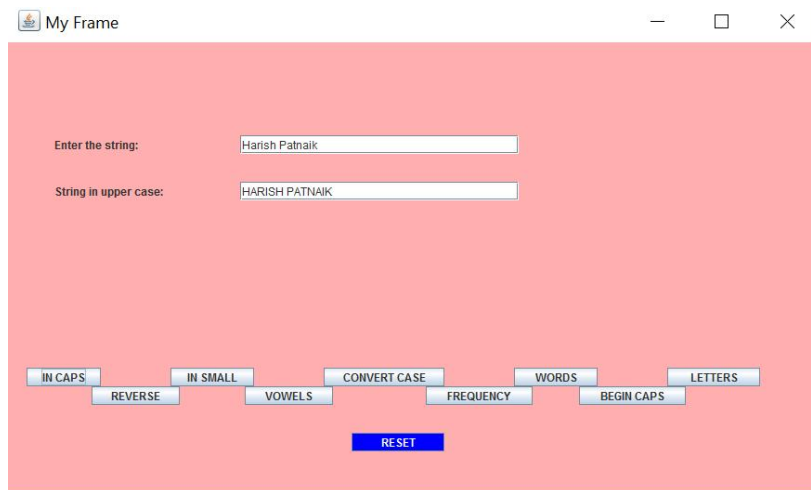 My Frame
Enter the string: Harish Patnaik
String in upper case: HARISH PATNAIK
IN CAPS IN SMALL CONVERT CASE WORDS LETTERS
REVERSE VOWELS FREQUENCY BEGIN CAPS
RESET